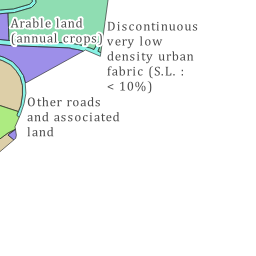 Arable land
(annual crops)
Discontinuous
very low
density urban
fabric (S.L. :
< 10%)
Other roads
and associated
land